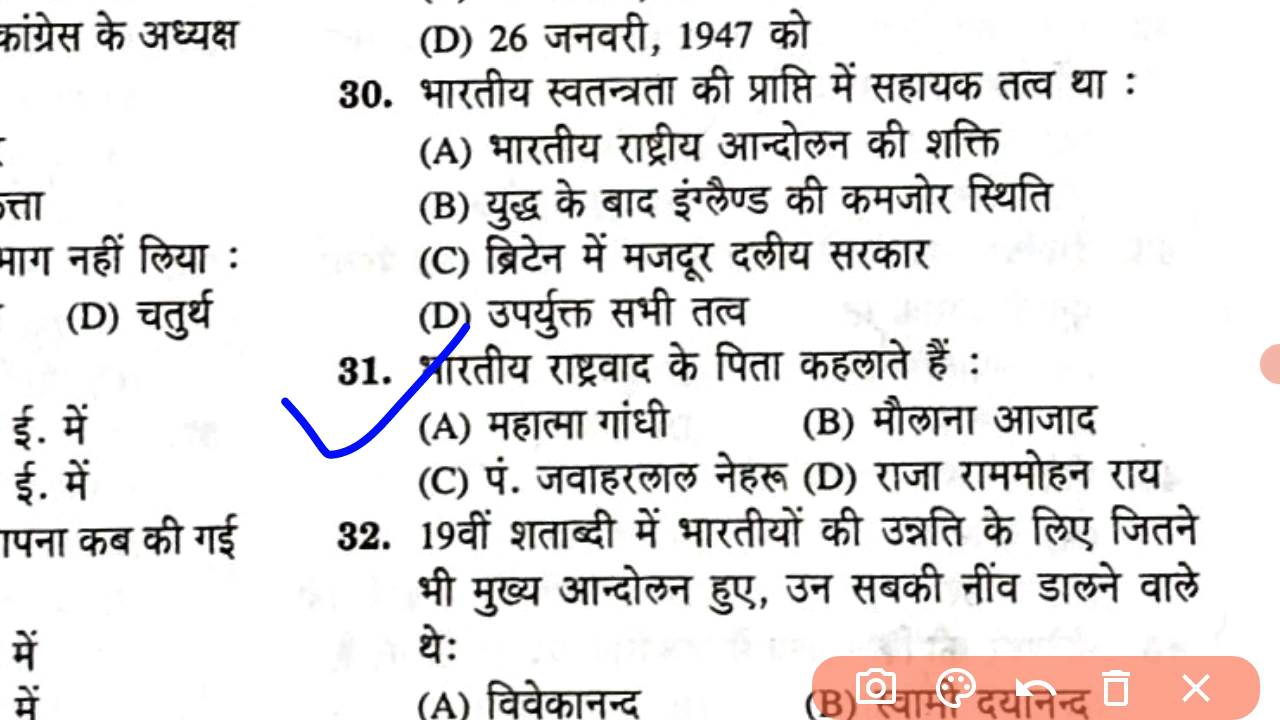 कांग्रेस के अध्यक्ष
त्ता
भाग नहीं लिया :
(D) चतुर्थ
ई. में
ई. में
की गई
में
में
(D) 26 जनवरी, 1947 को
30. भारतीय स्वतन्त्रता की प्राप्ति में सहायक तत्व था :
(A) भारतीय राष्ट्रीय आन्दोलन की शक्ति
(B) युद्ध के बाद इंग्लैण्ड की कमजोर स्थिति
(C) ब्रिटेन में मजदूर दलीय सरकार
(D) उपर्युक्त सभी तत्व
31. भारतीय राष्ट्रवाद के पिता कहलाते हैं :
(A) महात्मा गांधी (B) मौलाना आजाद
(C) पं. जवाहरलाल नेहरू (D) राजा राममोहन राय
32. 19वीं शताब्दी में भारतीयों की उन्नति के लिए जितने
भी मुख्य आन्दोलन हुए, उन सबकी नींव डालने वाले
थे:
(A) विवेकानन्द (B) स्वामी दयानन्द